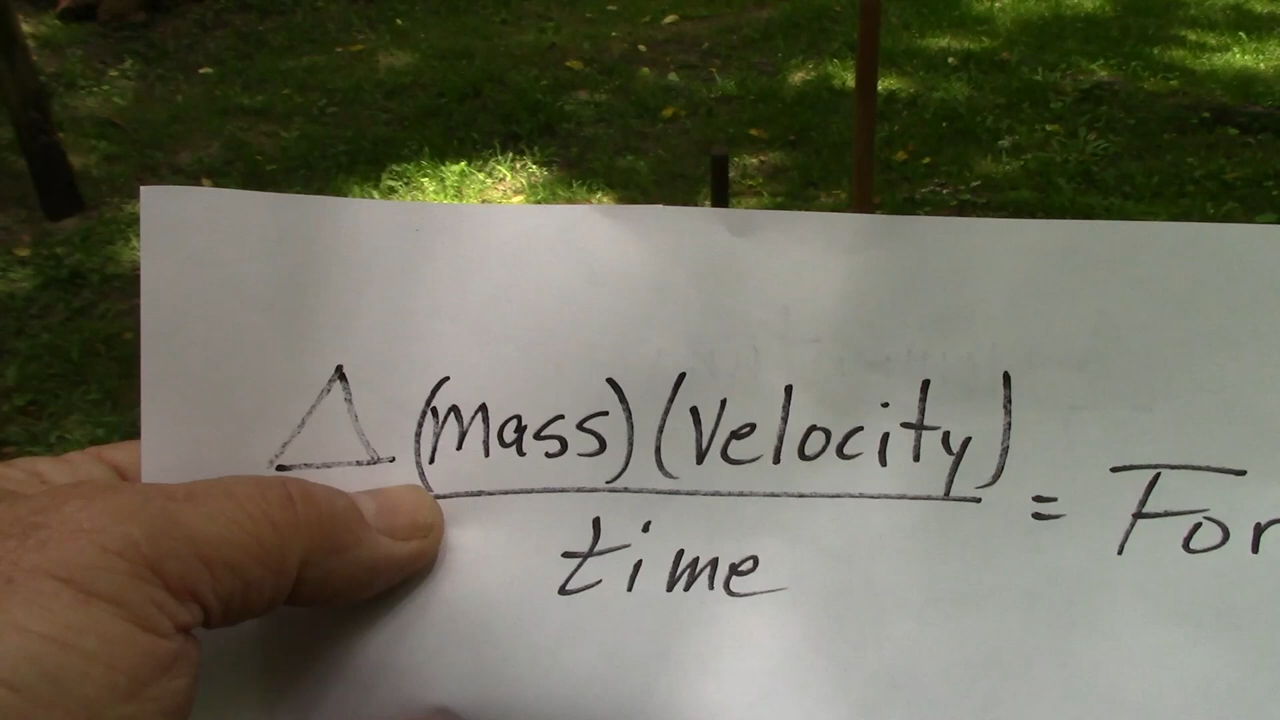 Δ (mass)(Velocity)
time
= For